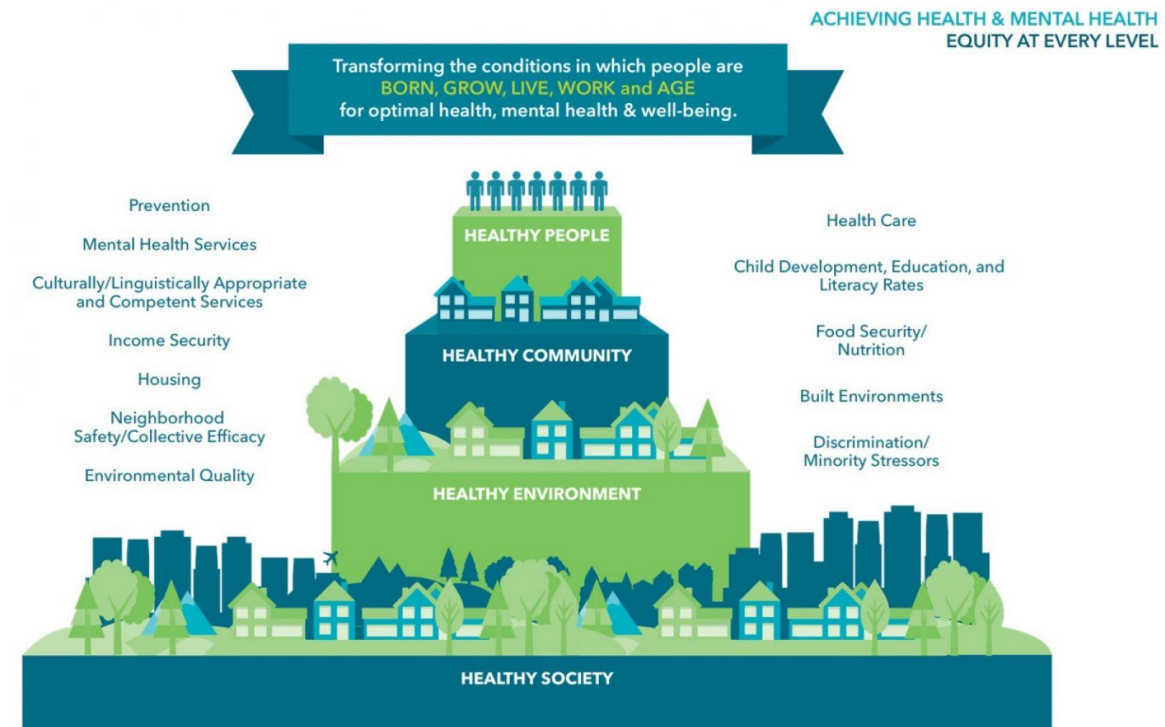 ACHIEVING HEALTH & MENTAL HEALTH
EQUITY AT EVERY LEVEL
Transforming the conditions in which people are
BORN, GROW, LIVE, WORK and AGE
for optimal health, mental health & well-being.
Prevention
Mental Health Services
Culturally/Linguistically Appropriate
and Competent Services
Income Security
Housing
Neighborhood
Safety/Collective Efficacy
Environmental Quality
HEALTHY PEOPLE
HEALTHY COMMUNITY
HEALTHY ENVIRONMENT
HEALTHY SOCIETY
Health Care
Child Development, Education, and
Literacy Rates
Food Security/
Nutrition
Built Environments
Discrimination/
Minority Stressors